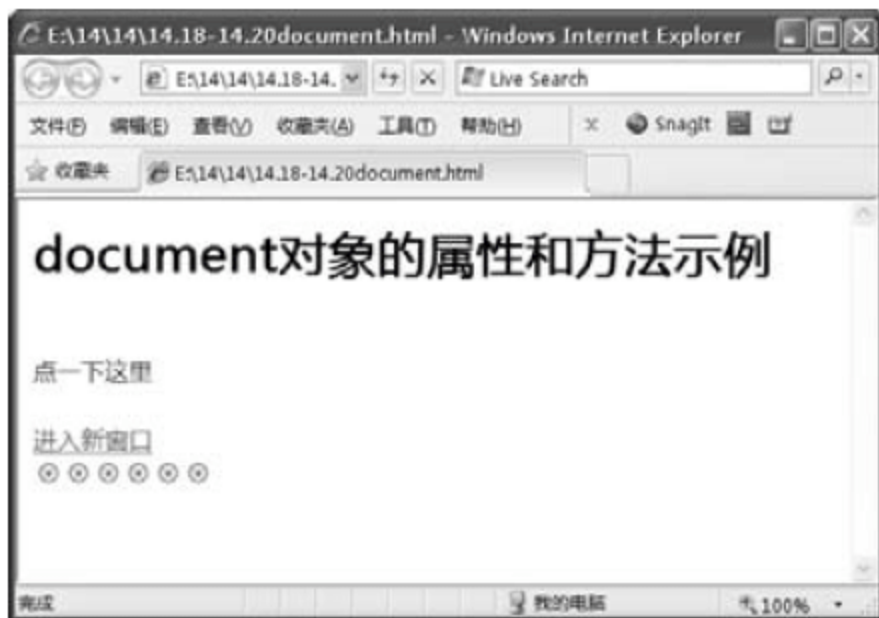 E:\14\14\14.18-14.20document.html - Windows Internet Explorer
E:\14\14\14.18-14. Live Search
文件(F) 编辑(E) 查看(V) 收藏夹(A) 工具(T) 帮助(H) × SnagIt
收藏夹 E:\14\14\14.18-14.20document.html
document对象的属性和方法示例
点一下这里
进入新窗口
完成 我的电脑 100%